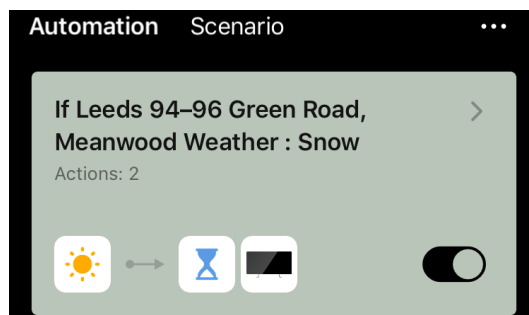 Automation Scenario
If Leeds 94–96 Green Road,
Meanwood Weather : Snow
Actions: 2